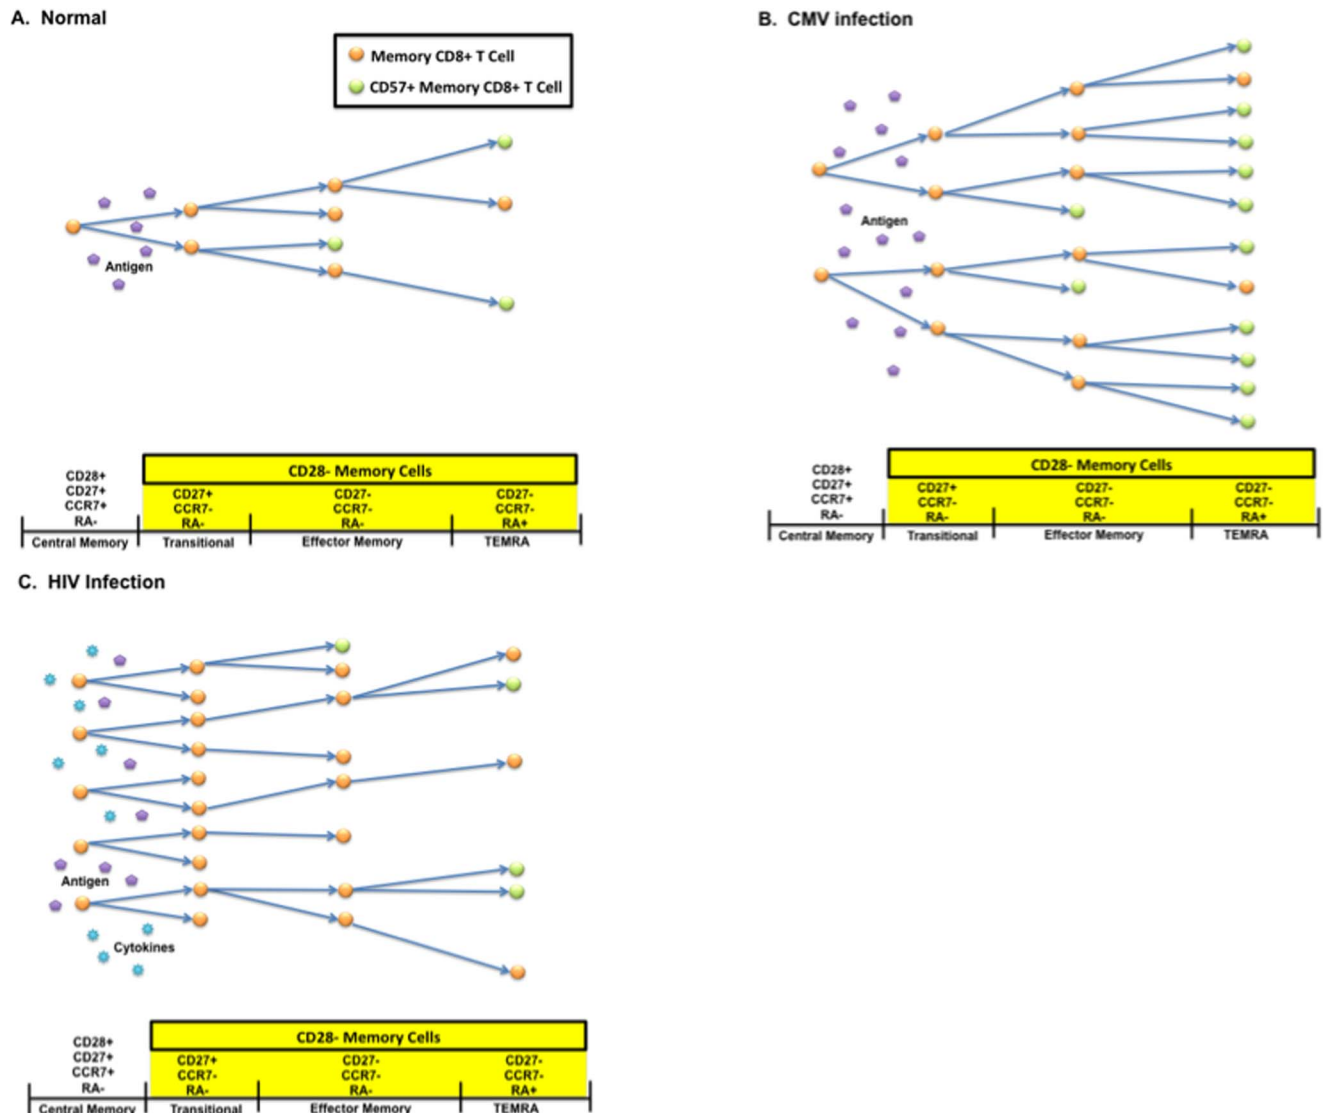 A. Normal
Memory CD8+ T Cell
CD57+ Memory CD8+ T Cell
Antigen
CD28- Memory Cells
CD28+
CD27+
CCR7+
RA-
CD27+
CCR7-
RA-
CD27-
CCR7-
RA-
CD27-
CCR7-
RA+
Central Memory
Transitional
Effector Memory
TEMRA
B. CMV infection
Antigen
CD28- Memory Cells
CD28+
CD27+
CCR7+
RA-
CD27+
CCR7-
RA-
CD27-
CCR7-
RA-
CD27-
CCR7-
RA+
Central Memory
Transitional
Effector Memory
TEMRA
C. HIV Infection
Antigen
Cytokines
CD28- Memory Cells
CD28+
CD27+
CCR7+
RA-
CD27+
CCR7-
RA-
CD27-
CCR7-
RA-
CD27-
CCR7-
RA+
Central Memory
Transitional
Effector Memory
TEMRA